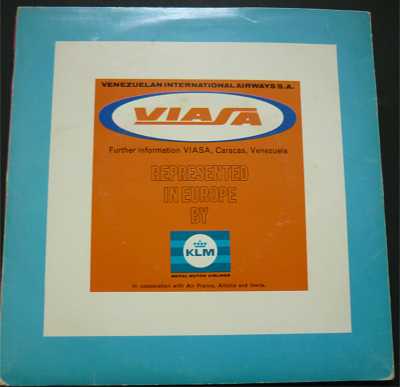 VENEZUELAN INTERNATIONAL AIRWAYS S.A.
VIASA
Further information VIASA, Caracas, Venezuela
REPRESENTED
IN EUROPE
BY
KLM
ROYAL DUTCH AIRLINES
In cooperation with Air France, Alitalia and Iberia.